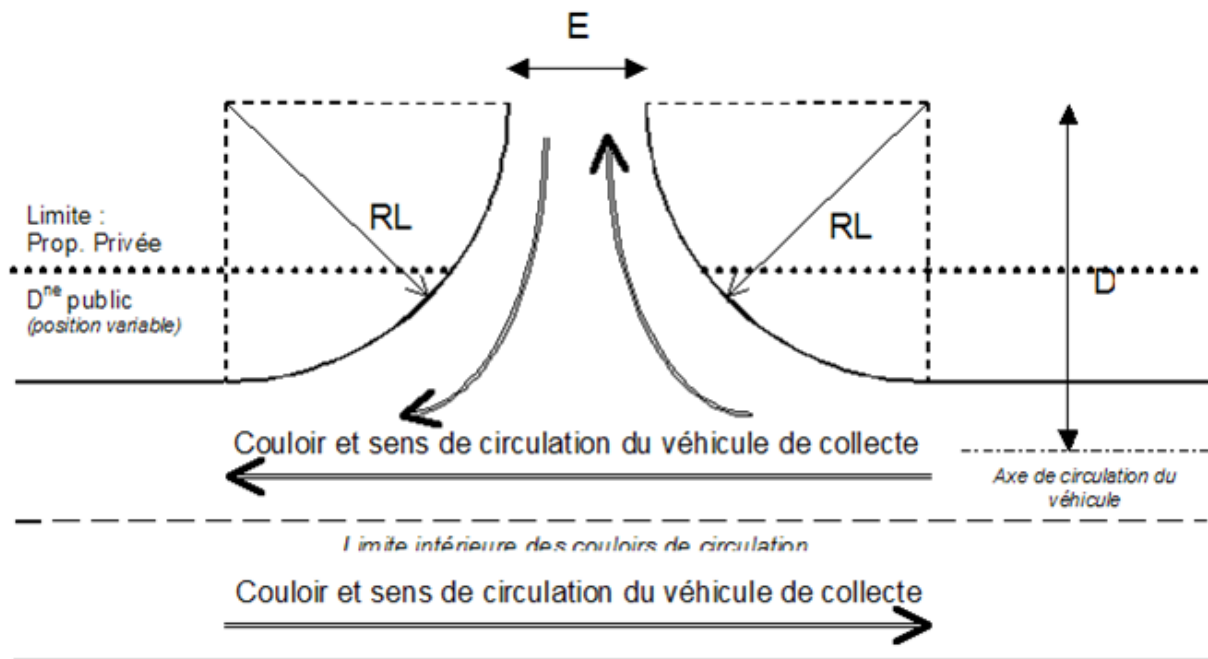 E
RL
RL
Limite :
Prop. Privée
Dne public
(position variable)
D
Couloir et sens de circulation du véhicule de collecte
Axe de circulation du
véhicule
Limite intérieure des couloirs de circulation
Couloir et sens de circulation du véhicule de collecte